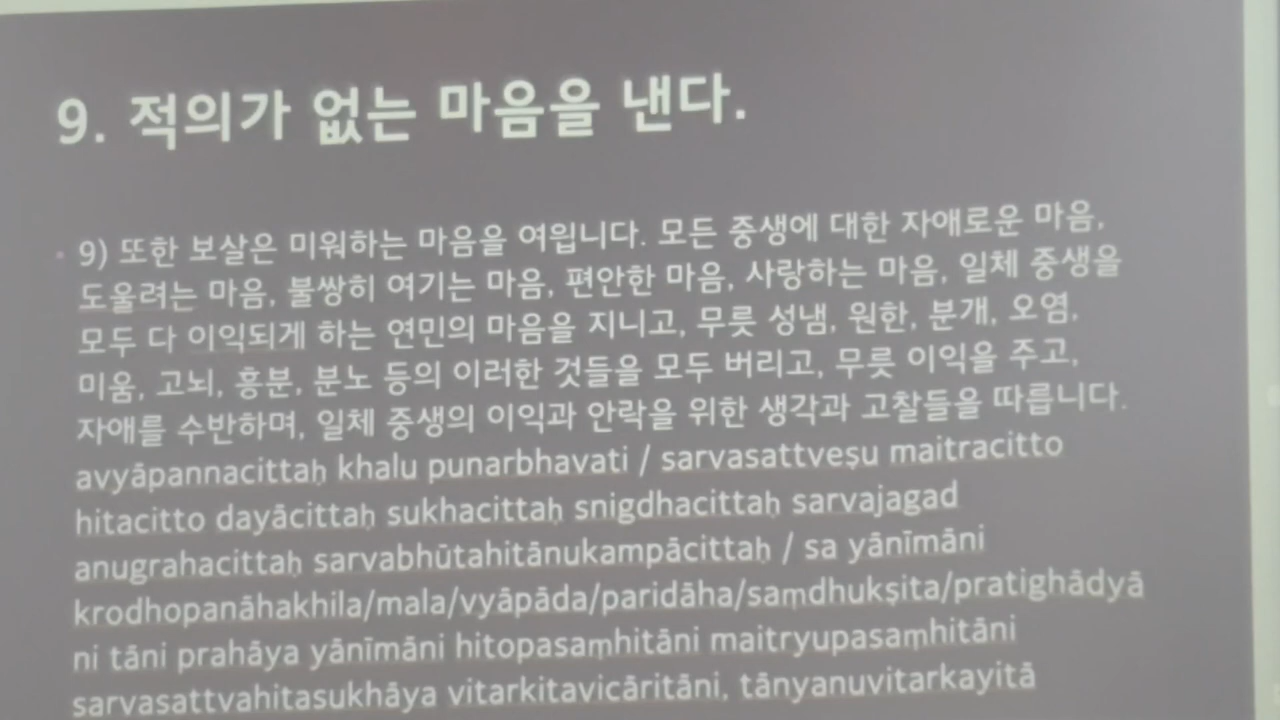 9. 적의가 없는 마음을 낸다.
9) 또한 보살은 미워하는 마음을 여읩니다. 모든 중생에 대한 자애로운 마음,
도울려는 마음, 불쌍히 여기는 마음, 편안한 마음, 사랑하는 마음, 일체 중생을
모두 다 이익되게 하는 연민의 마음을 지니고, 무릇 성냄, 원한, 분개, 오염,
미움, 고뇌, 흥분, 분노 등의 이러한 것들을 모두 버리고, 무릇 이익을 주고,
자애를 수반하며, 일체 중생의 이익과 안락을 위한 생각과 고찰들을 따릅니다.
avyāpannacittaḥ khalu punarbhavati / sarvasattveṣu maitracitto
hitacitto dayācittaḥ sukhacittaḥ snigdhacittaḥ sarvajagad
anugrahacittaḥ sarvabhūtahitānukampācittaḥ / sa yānīmāni
krodhopanāhakhila/mala/vyāpāda/paridāha/saṃdhukṣita/pratighādyā
ni tāni prahāya yānīmāni hitopasaṃhitāni maitryupasaṃhitāni
sarvasattvahitasukhāya vitarkitavicāritāni, tānyanuvitarkayitā